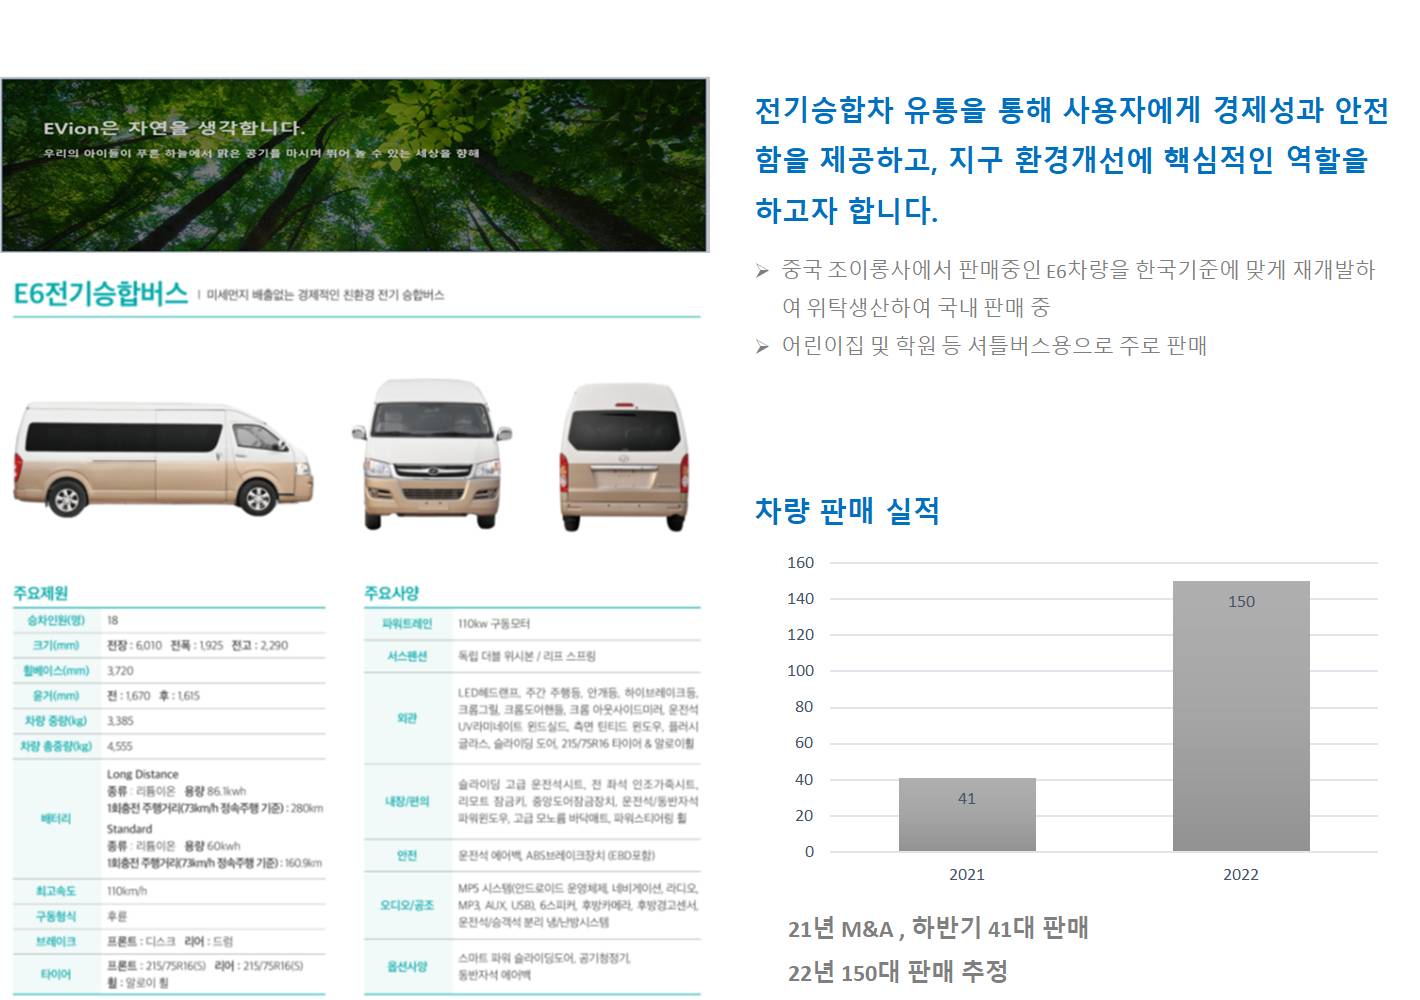 EVion은 자연을 생각합니다.
우리의 아이들이 푸른 하늘에서 맑은 공기를 마시며 뛰어 놀 수 있는 세상을 향해
E6전기승합버스 | 미세먼지 배출없는 경제적인 친환경 전기 승합버스
주요제원
승차인원(명) 18
크기(mm) 전장 : 6,010 전폭 : 1,925 전고 : 2,290
휠베이스(mm) 3,720
윤거(mm) 전 : 1,670 후 : 1,615
차량 중량(kg) 3,385
차량 총중량(kg) 4,555
배터리
Long Distance
종류 : 리튬이온 용량 86.1kwh
1회충전 주행거리(73km/h 정속주행 기준) : 280km
Standard
종류 : 리튬이온 용량 60kwh
1회충전 주행거리(73km/h 정속주행 기준) : 160.9km
최고속도 110km/h
구동형식 후륜
브레이크 프론트 : 디스크 리어 : 드럼
타이어
프론트 : 215/75R16(S) 리어 : 215/75R16(S)
휠 : 알로이 휠
주요사양
파워트레인 110kw 구동모터
서스펜션 독립 더블 위시본 / 리프 스프링
외관
LED헤드램프, 주간 주행등, 안개등, 하이브레이크등,
크롬그릴, 크롬도어핸들, 크롬 아웃사이드미러, 운전석
UV라미네이트 윈드실드, 측면 틴티드 윈도우, 플러시
글라스, 슬라이딩 도어, 215/75R16 타이어 & 알로이휠
내장/편의
슬라이딩 고급 운전석시트, 전 좌석 인조가죽시트,
리모트 잠금키, 중앙도어잠금장치, 운전석/동반자석
파워윈도우, 고급 모노륨 바닥매트, 파워스티어링 휠
안전 운전석 에어백, ABS브레이크장치 (EBD포함)
오디오/공조
MP5 시스템(안드로이드 운영체제, 네비게이션, 라디오,
MP3, AUX, USB), 6스피커, 후방카메라, 후방경고센서,
운전석/승객석 분리 냉/난방시스템
옵션사양
스마트 파워 슬라이딩도어, 공기청정기,
동반자석 에어백
전기승합차 유통을 통해 사용자에게 경제성과 안전
함을 제공하고, 지구 환경개선에 핵심적인 역할을
하고자 합니다.
➢ 중국 조이롱사에서 판매중인 E6차량을 한국기준에 맞게 재개발하
여 위탁생산하여 국내 판매 중
➢ 어린이집 및 학원 등 셔틀버스용으로 주로 판매
차량 판매 실적
160
140
120
100
80
60
40
20
0
41
150
2021
2022
21년 M&A , 하반기 41대 판매
22년 150대 판매 추정